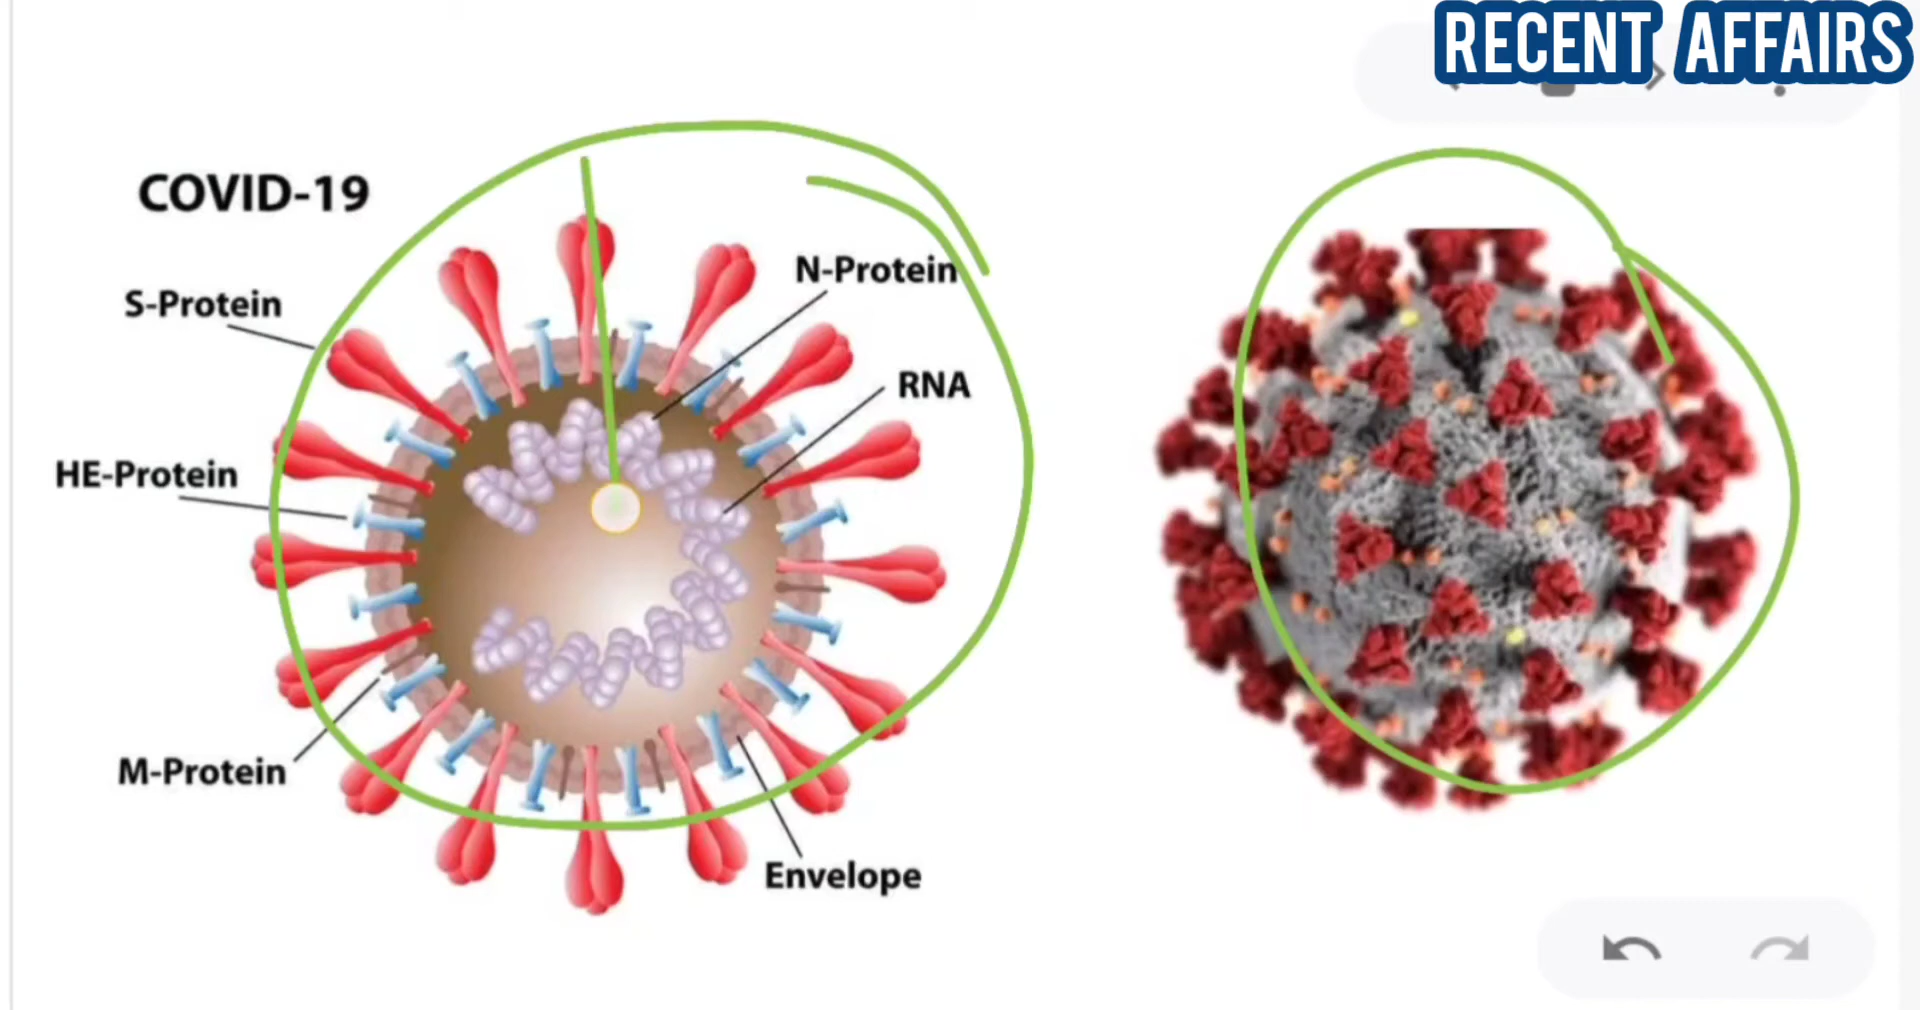 RECENT AFFAIRS
COVID-19
N-Protein
S-Protein
RNA
HE-Protein
M-Protein
Envelope